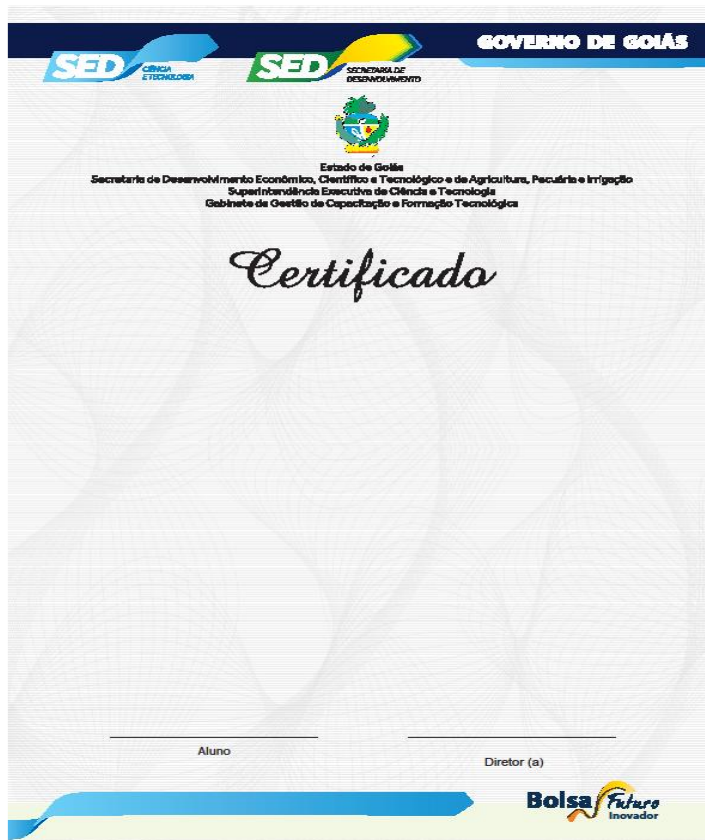 GOVERNO DE GOIÁS
SED CIÊNCIA
E TECNOLOGIA
SED SECRETARIA DE
DESENVOLVIMENTO
Estado de Goiás
Secretaria de Desenvolvimento Econômico, Científico e Tecnológico e de Agricultura, Pecuária e Irrigação
Superintendência Executiva de Ciência e Tecnologia
Gabinete de Gestão de Capacitação e Formação Tecnológica
Certificado
Aluno
Diretor (a)
Bolsa Futuro
Inovador